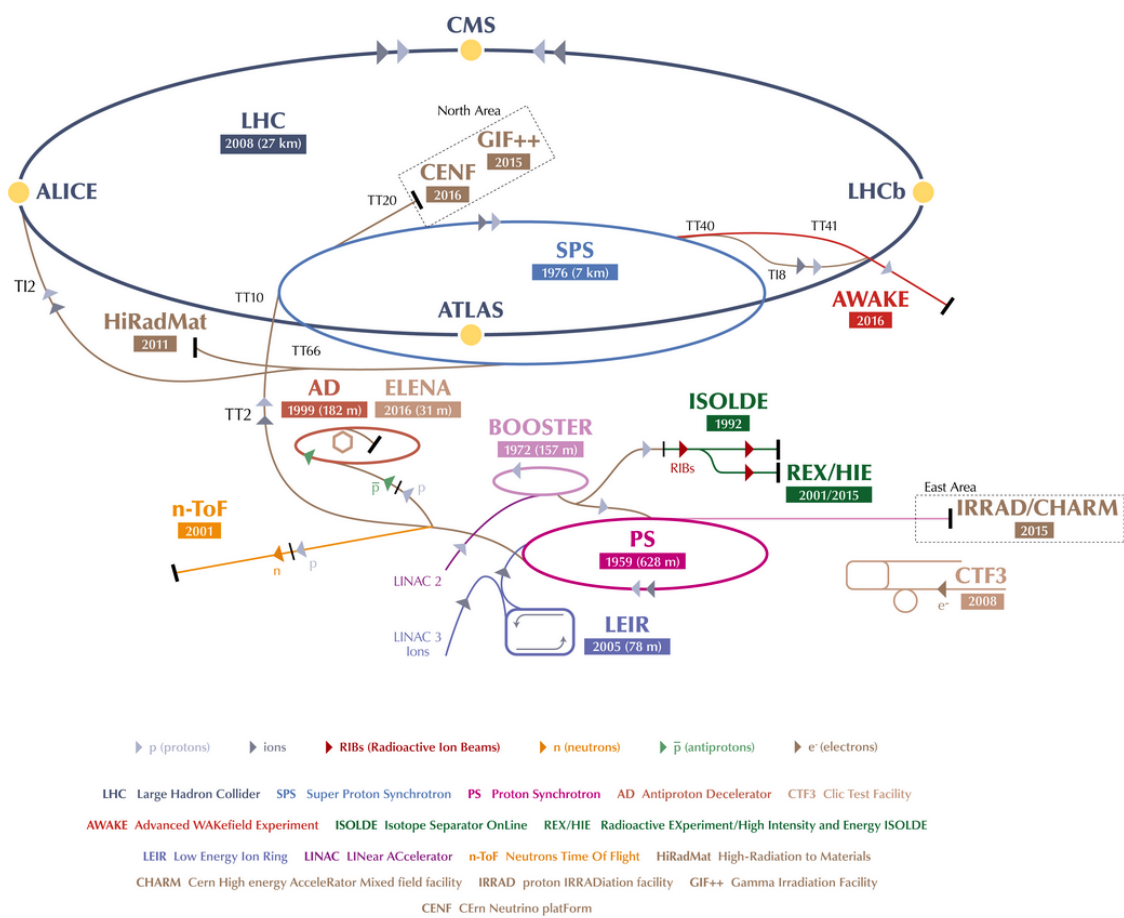 CMS
North Area
LHC
2008 (27 km)
GIF++
2015
CENF
2016
ALICE
LHCb
TT20
TT40
TT41
SPS
1976 (7 km)
TI8
TI2
TT10
AWAKE
2016
ATLAS
HiRadMat
2011
TT66
AD
1999 (182 m)
ELENA
2016 (31 m)
TT2
ISOLDE
1992
BOOSTER
1972 (157 m)
RIBs
REX/HIE
2001/2015
p̅
p
East Area
n-ToF
2001
IRRAD/CHARM
2015
PS
1959 (628 m)
n
p
LINAC 2
CTF3
2008
e-
LEIR
2005 (78 m)
LINAC 3
Ions
p (protons) ions RIBs (Radioactive Ion Beams) n (neutrons) p̅ (antiprotons) e- (electrons)
LHC Large Hadron Collider SPS Super Proton Synchrotron PS Proton Synchrotron AD Antiproton Decelerator CTF3 Clic Test Facility
AWAKE Advanced WAKefield Experiment ISOLDE Isotope Separator OnLine REX/HIE Radioactive EXperiment/High Intensity and Energy ISOLDE
LEIR Low Energy Ion Ring LINAC LINear ACcelerator n-ToF Neutrons Time Of Flight HiRadMat High-Radiation to Materials
CHARM Cern High energy AcceleRator Mixed field facility IRRAD proton IRRADiation facility GIF++ Gamma Irradiation Facility
CENF CErn Neutrino platForm